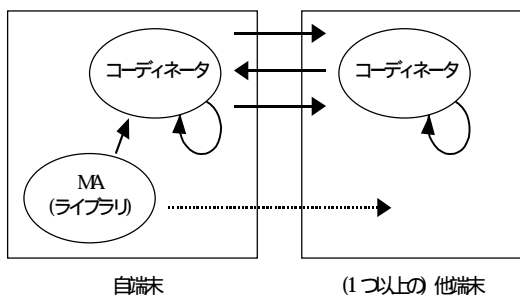 コーディネータ
コーディネータ
MA
(ライブラリ)
自端末
(1つ以上の) 他端末